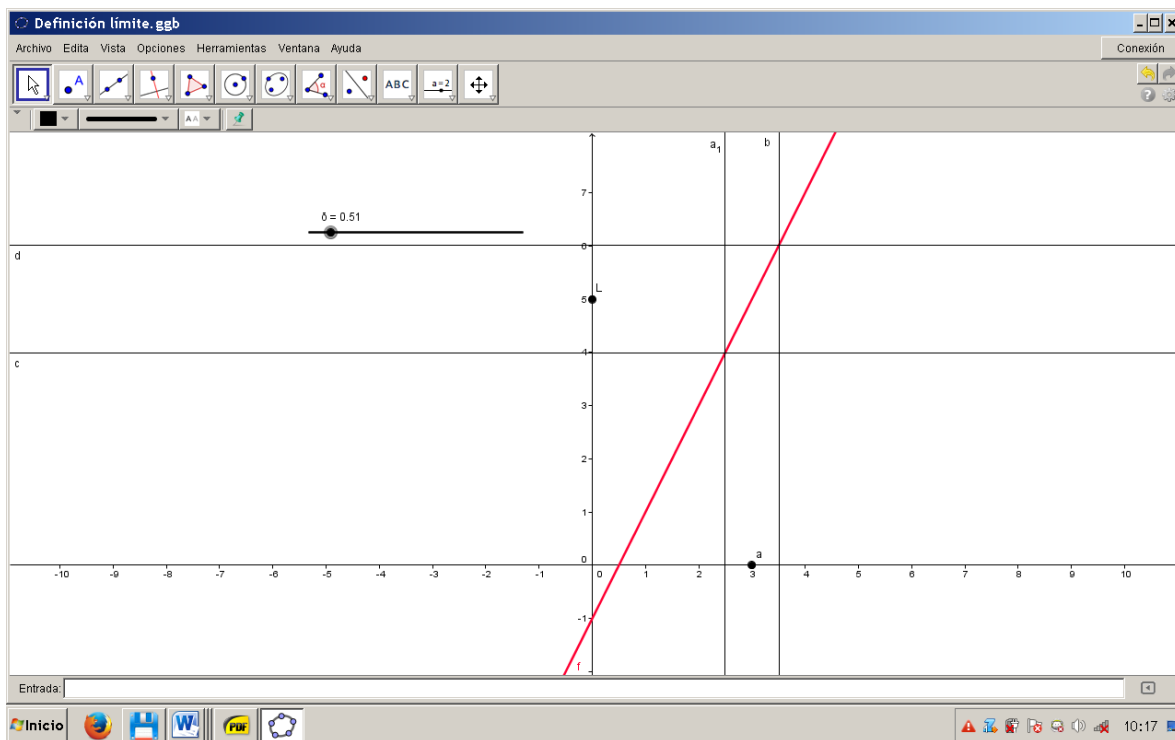 Definición límite.ggb
Archivo Edita Vista Opciones Herramientas Ventana Ayuda
Conexión
A
α
ABC
a=2
A A
a₁ b
7
δ = 0.51
6
d
L
5
4
c
3
2
1
a
0
-10 -9 -8 -7 -6 -5 -4 -3 -2 -1 0 1 2 3 4 5 6 7 8 9 10
-1
f
Entrada:
Inicio
W
PDF
10:17